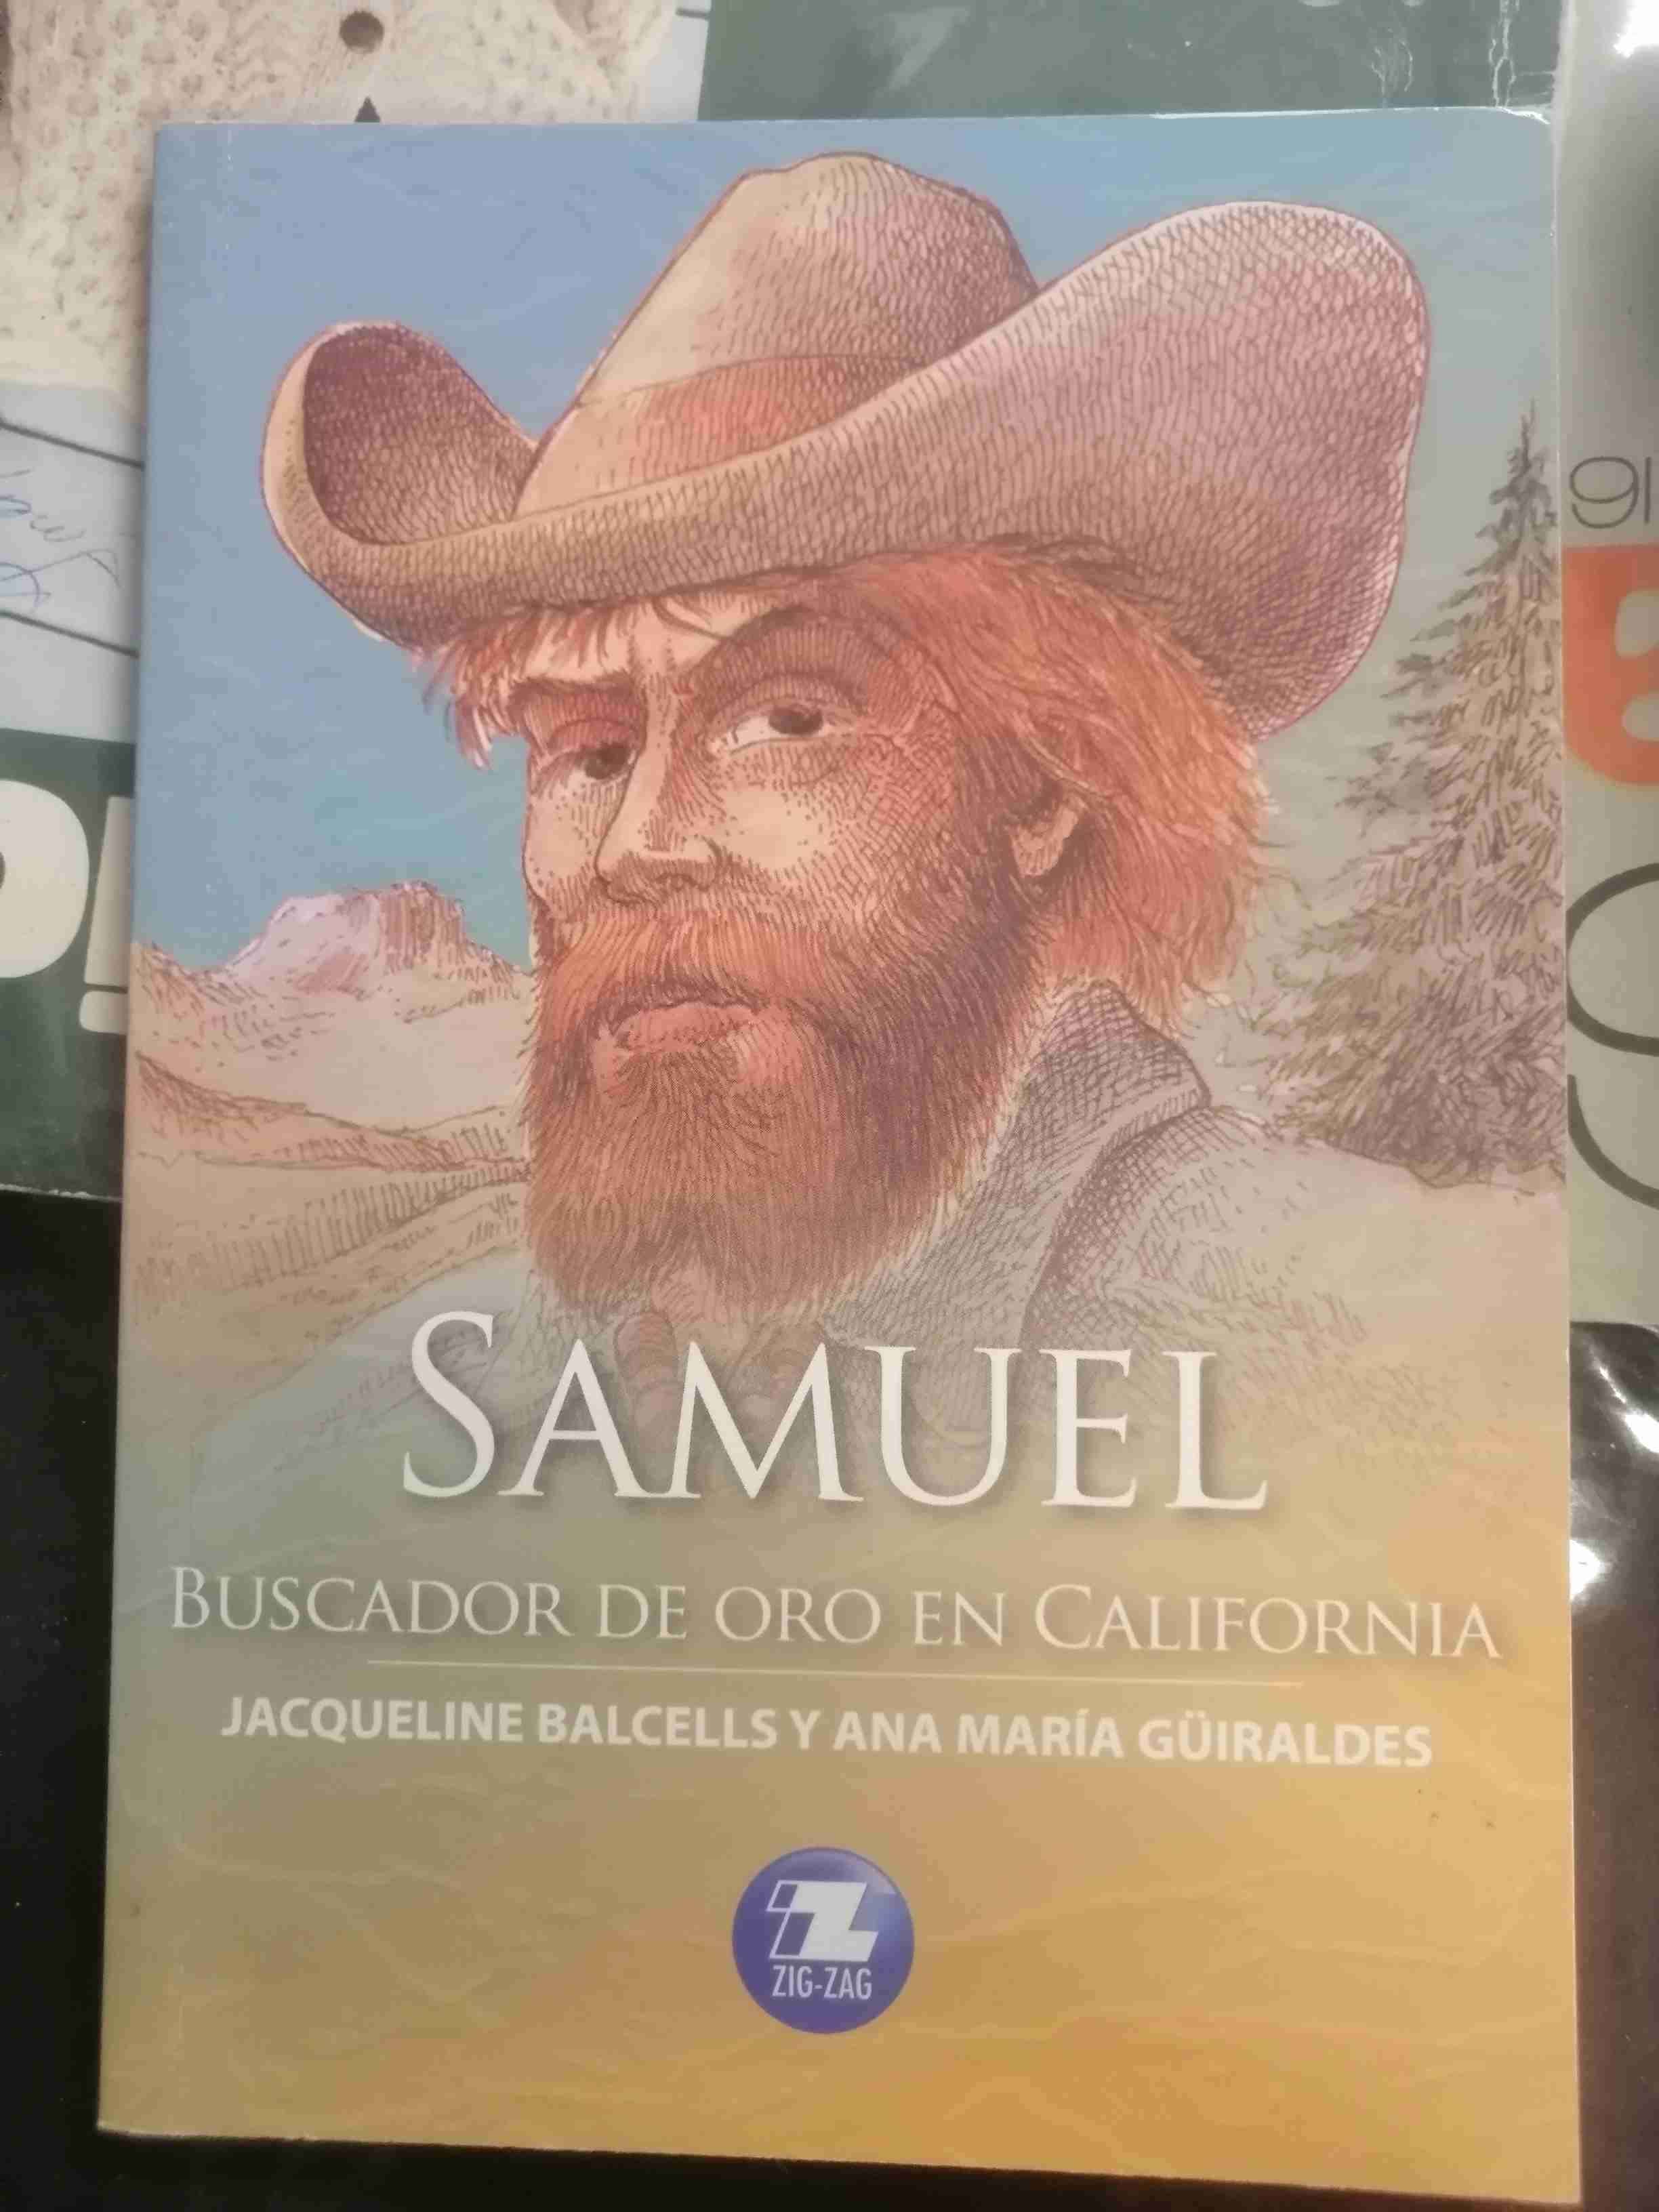 SAMUEL
BUSCADOR DE ORO EN CALIFORNIA
JACQUELINE BALCELLS Y ANA MARÍA GÜIRALDES
ZIG-ZAG